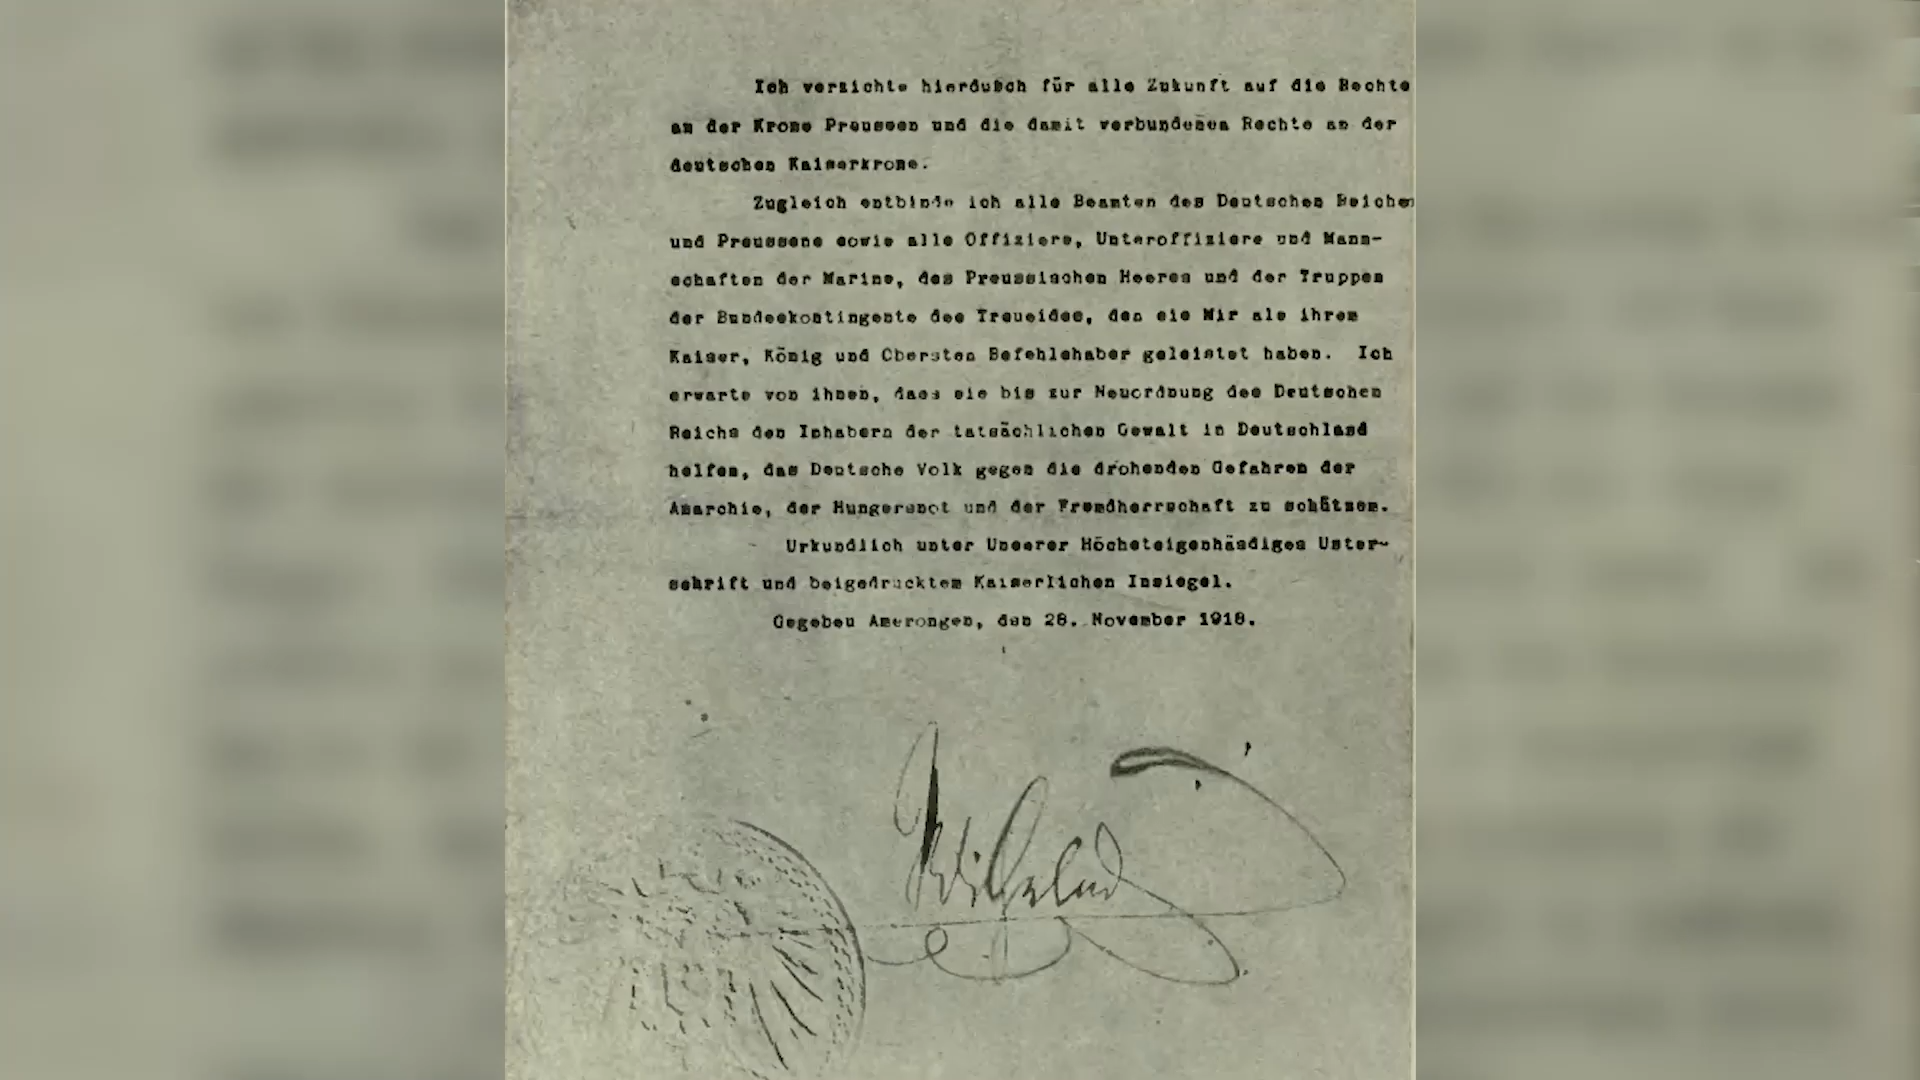 Ich verzichte hierdurch für alle Zukunft auf die Rechte
an der Krone Preussen und die damit verbundenen Rechte an der
deutschen Kaiserkrone.
Zugleich entbinde ich alle Beamten des Deutschen Reiches
und Preussens sowie alle Offiziere, Unteroffiziere und Mann-
schaften der Marine, des Preussischen Heeres und der Truppen
der Bundeskontingente des Treueides, den sie Mir als ihrem
Kaiser, König und Obersten Befehlshaber geleistet haben. Ich
erwarte von ihnen, dass sie bis zur Neuordnung des Deutschen
Reichs den Inhabern der tatsächlichen Gewalt in Deutschland
helfen, das Deutsche Volk gegen die drohenden Gefahren der
Anarchie, der Hungersnot und der Fremdherrschaft zu schützen.
Urkundlich unter Unserer Höchsteigenhändigen Unter-
schrift und beigedrucktem Kaiserlichen Insiegel.
Gegeben Amerongen, den 28. November 1918.
Wilhelm